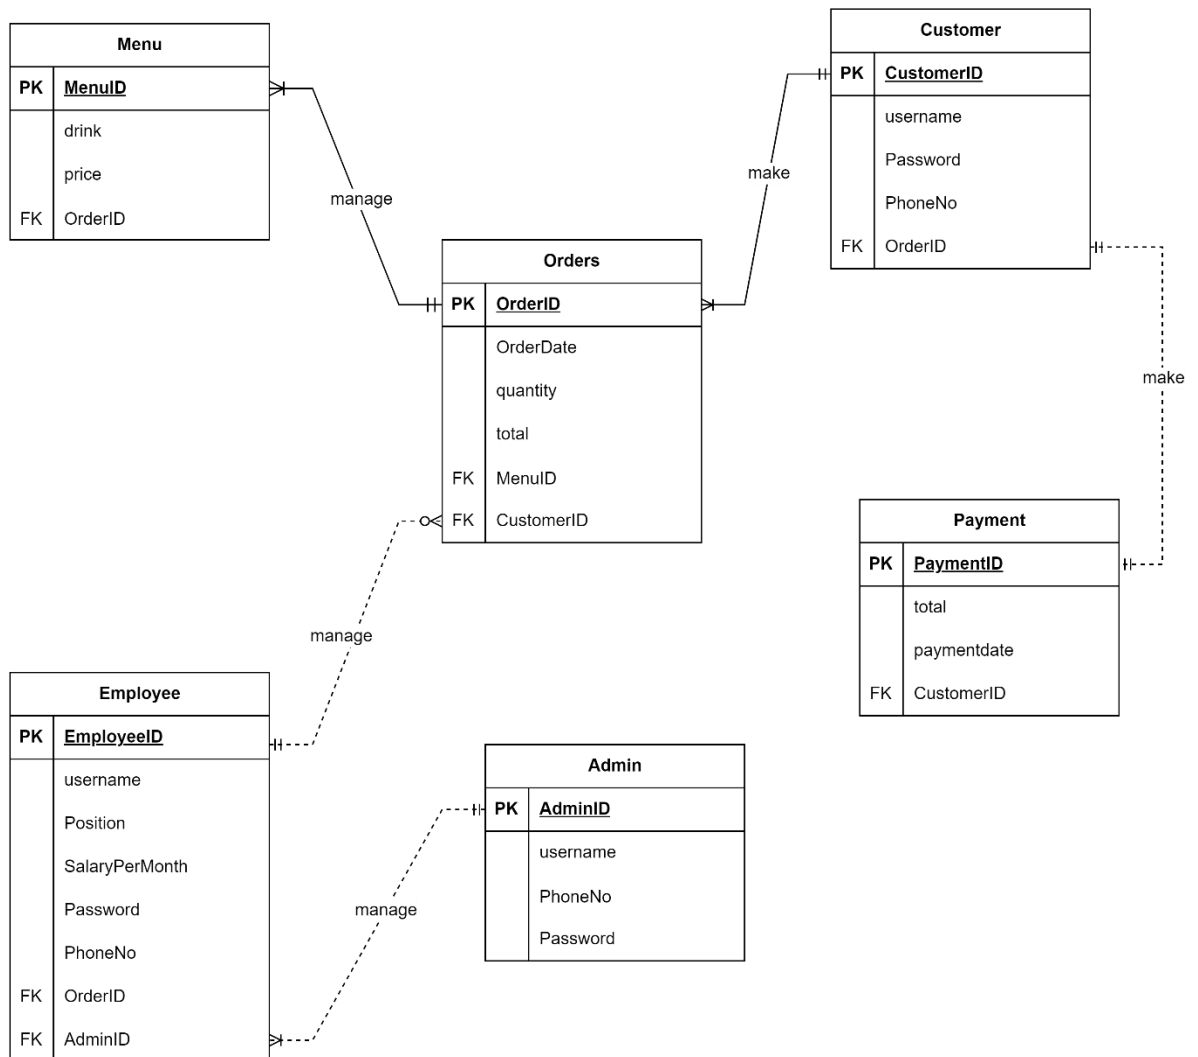 Menu
PK MenuID
drink
price
FK OrderID
manage
Customer
PK CustomerID
username
Password
PhoneNo
FK OrderID
make
Orders
PK OrderID
OrderDate
quantity
total
FK MenuID
FK CustomerID
make
Payment
PK PaymentID
total
paymentdate
FK CustomerID
manage
Employee
PK EmployeeID
username
Position
SalaryPerMonth
Password
PhoneNo
FK OrderID
FK AdminID
manage
Admin
PK AdminID
username
PhoneNo
Password